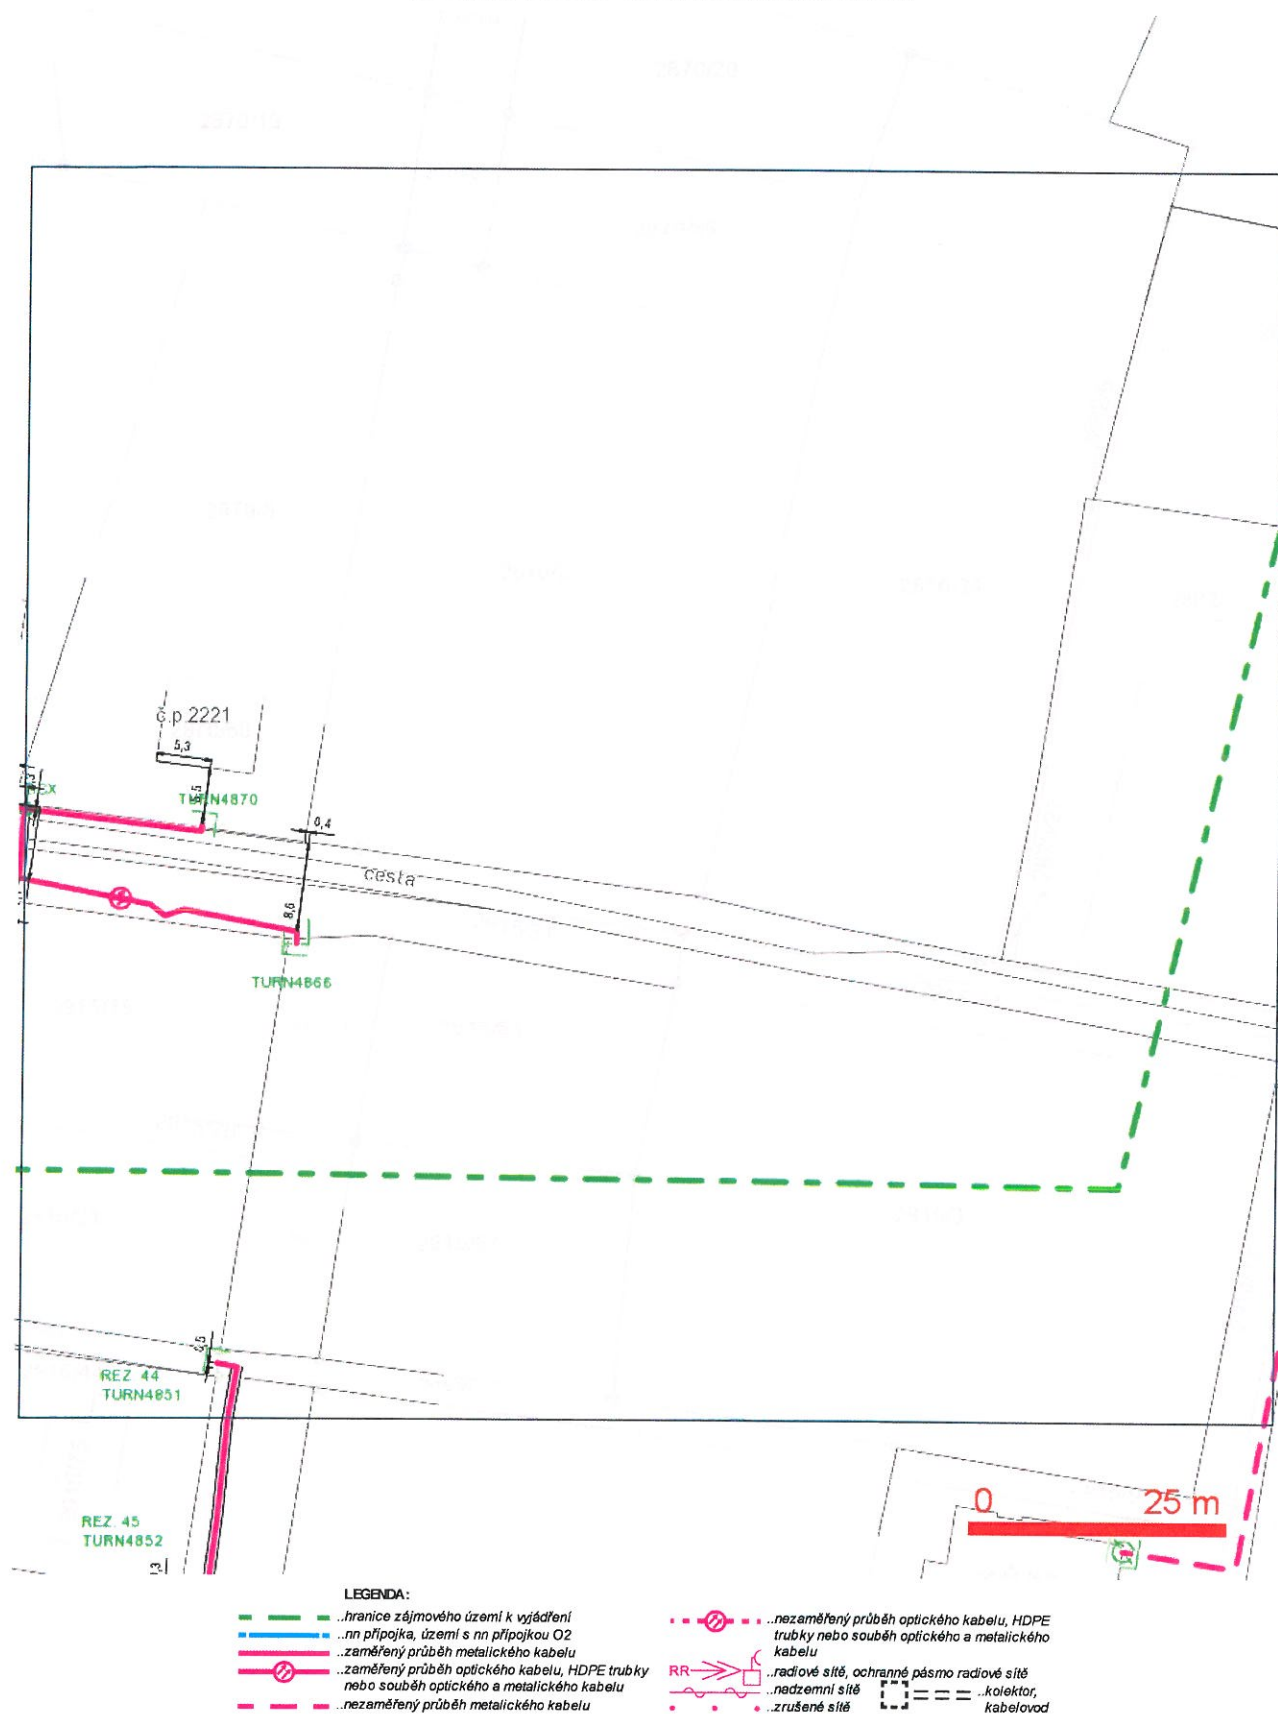 č.p.2221
5,3
TURN4870
0,4
cesta
8,6
TURN4866
REZ 44
TURN4851
REZ. 45
TURN4852
0 25 m
LEGENDA:
..hranice zájmového území k vyjádření
..nn přípojka, území s nn přípojkou O2
..zaměřený průběh metalického kabelu
..zaměřený průběh optického kabelu, HDPE trubky
nebo souběh optického a metalického kabelu
..nezaměřený průběh metalického kabelu
..nezaměřený průběh optického kabelu, HDPE
trubky nebo souběh optického a metalického
kabelu
RR
..radiové sítě, ochranné pásmo radiové sítě
..nadzemní sítě
..zrušené sítě
..kolektor,
kabelovod